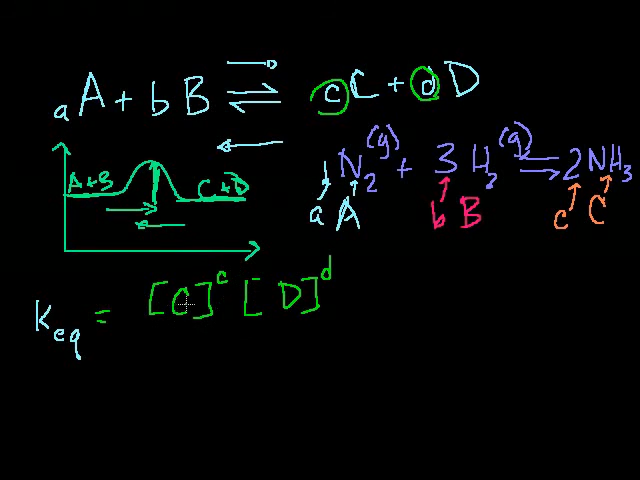 aA + bB ⇌ cC + dD
1 N₂(g) + 3 H₂(g) ⇌ 2NH₃
a A b B c C
A+B C+D
Keq = [C]ᶜ [D]ᵈ